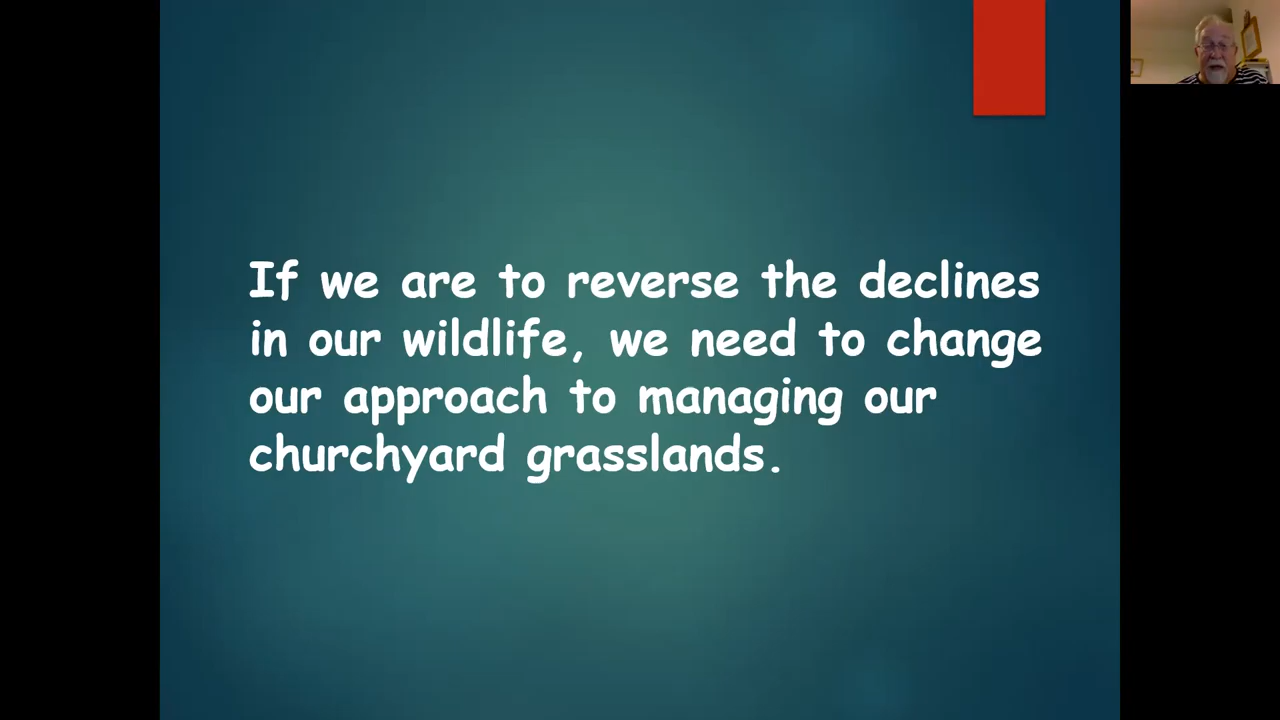 If we are to reverse the declines
in our wildlife, we need to change
our approach to managing our
churchyard grasslands.